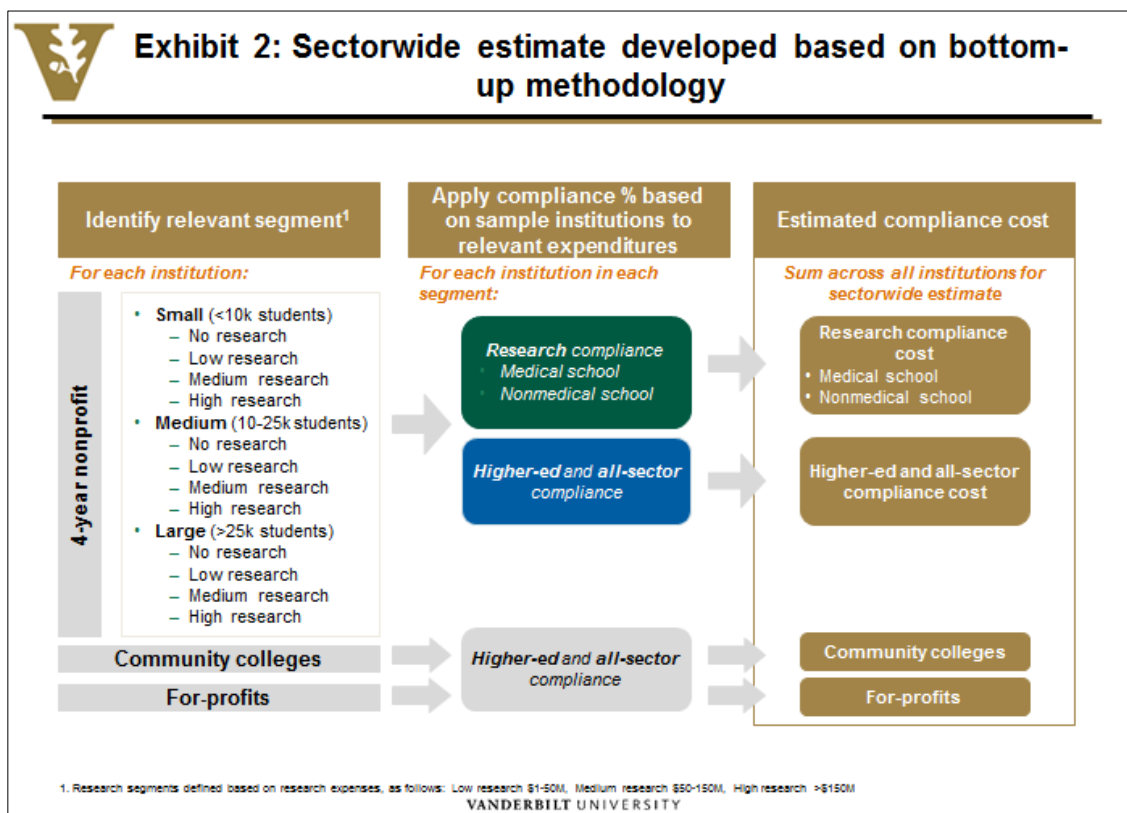 Exhibit 2: Sectorwide estimate developed based on bottom-
up methodology
Identify relevant segment1
For each institution:
4-year nonprofit
• Small (<10k students)
– No research
– Low research
– Medium research
– High research
• Medium (10-25k students)
– No research
– Low research
– Medium research
– High research
• Large (>25k students)
– No research
– Low research
– Medium research
– High research
Community colleges
For-profits
Apply compliance % based
on sample institutions to
relevant expenditures
For each institution in each
segment:
Research compliance
• Medical school
• Nonmedical school
Higher-ed and all-sector
compliance
Higher-ed and all-sector
compliance
Estimated compliance cost
Sum across all institutions for
sectorwide estimate
Research compliance
cost
• Medical school
• Nonmedical school
Higher-ed and all-sector
compliance cost
Community colleges
For-profits
1. Research segments defined based on research expenses, as follows: Low research $1-50M, Medium research $50-150M, High research >$150M
VANDERBILT UNIVERSITY